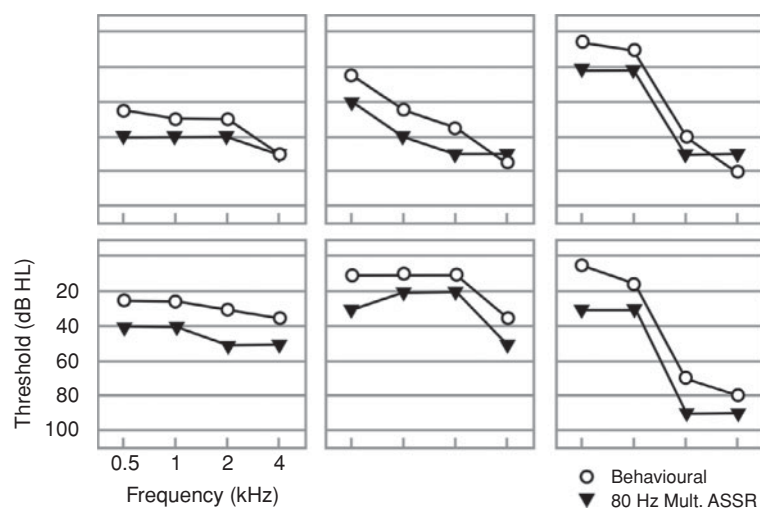 Threshold (dB HL)
20
40
60
80
100
0.5 1 2 4
Frequency (kHz)
Behavioural
80 Hz Mult. ASSR